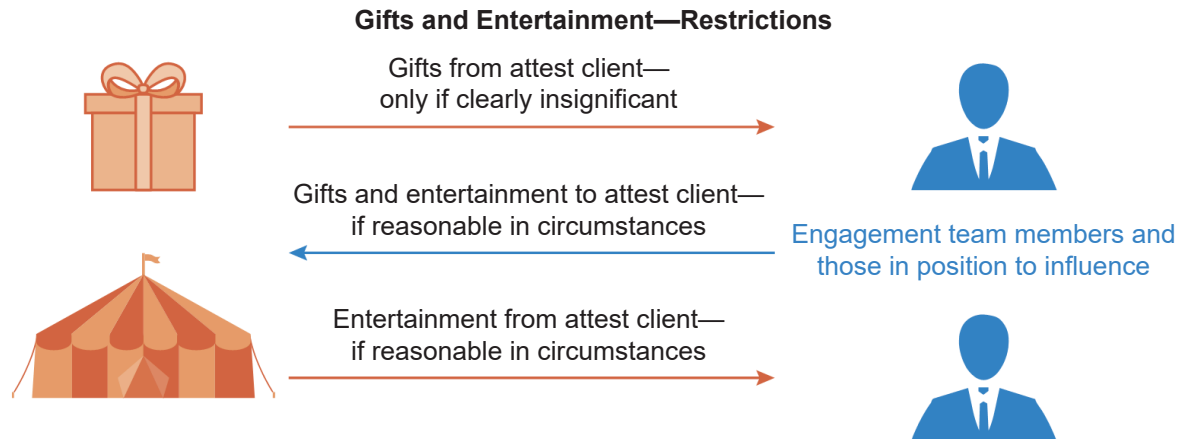 Gifts and Entertainment—Restrictions
Gifts from attest client—
only if clearly insignificant
Gifts and entertainment to attest client—
if reasonable in circumstances
Engagement team members and
those in position to influence
Entertainment from attest client—
if reasonable in circumstances